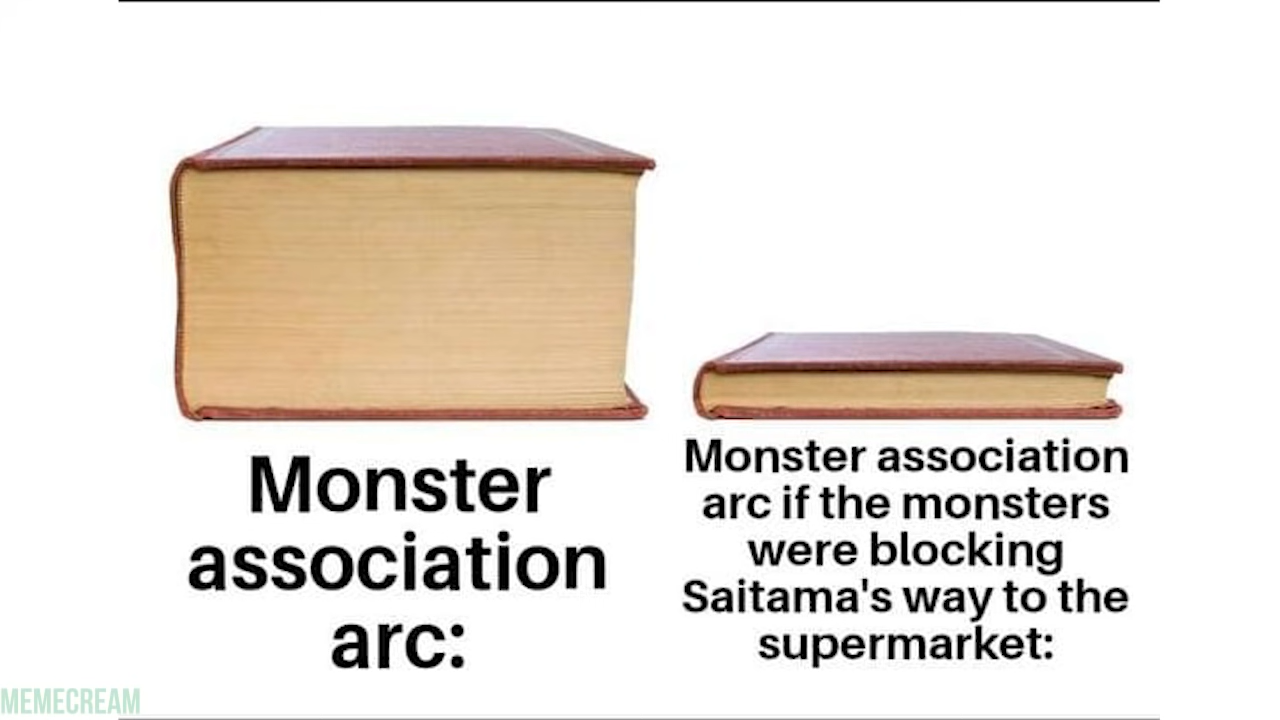 Monster
association
arc:
Monster association
arc if the monsters
were blocking
Saitama's way to the
supermarket:
MEMECREAM